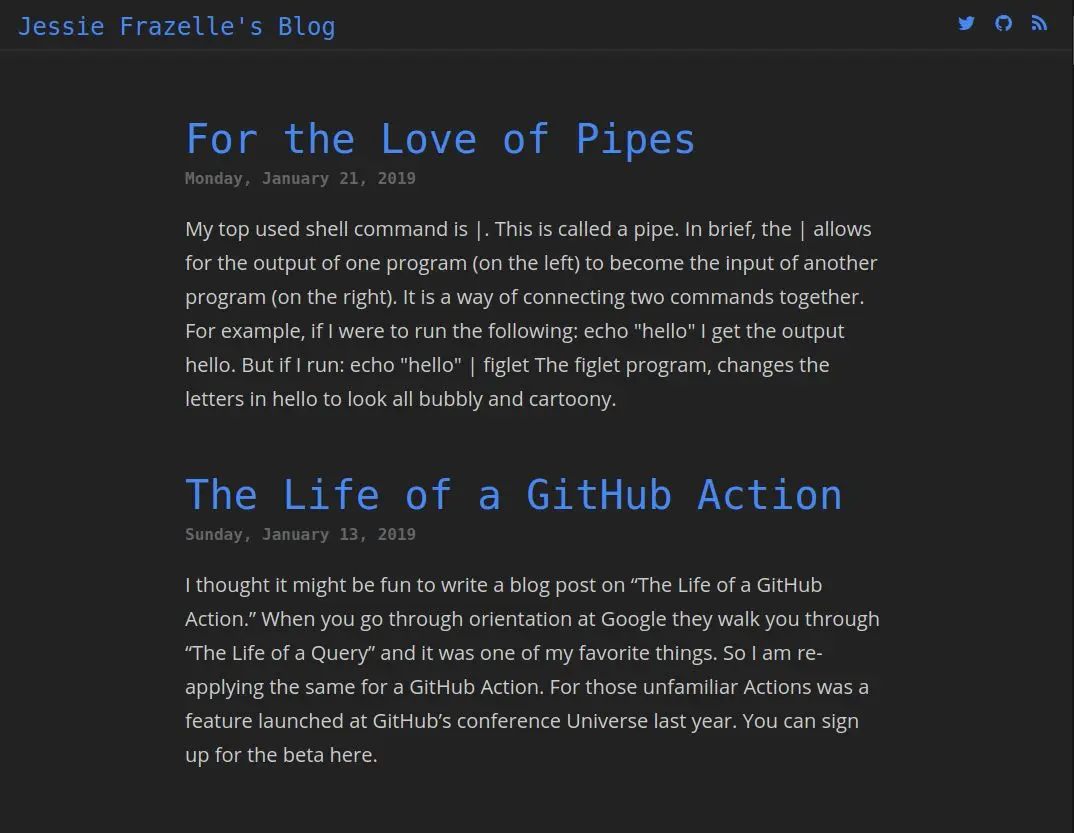 Jessie Frazelle's Blog
For the Love of Pipes
Monday, January 21, 2019
My top used shell command is |. This is called a pipe. In brief, the | allows
for the output of one program (on the left) to become the input of another
program (on the right). It is a way of connecting two commands together.
For example, if I were to run the following: echo "hello" I get the output
hello. But if I run: echo "hello" | figlet The figlet program, changes the
letters in hello to look all bubbly and cartoony.
The Life of a GitHub Action
Sunday, January 13, 2019
I thought it might be fun to write a blog post on “The Life of a GitHub
Action.” When you go through orientation at Google they walk you through
“The Life of a Query” and it was one of my favorite things. So I am re-
applying the same for a GitHub Action. For those unfamiliar Actions was a
feature launched at GitHub’s conference Universe last year. You can sign
up for the beta here.